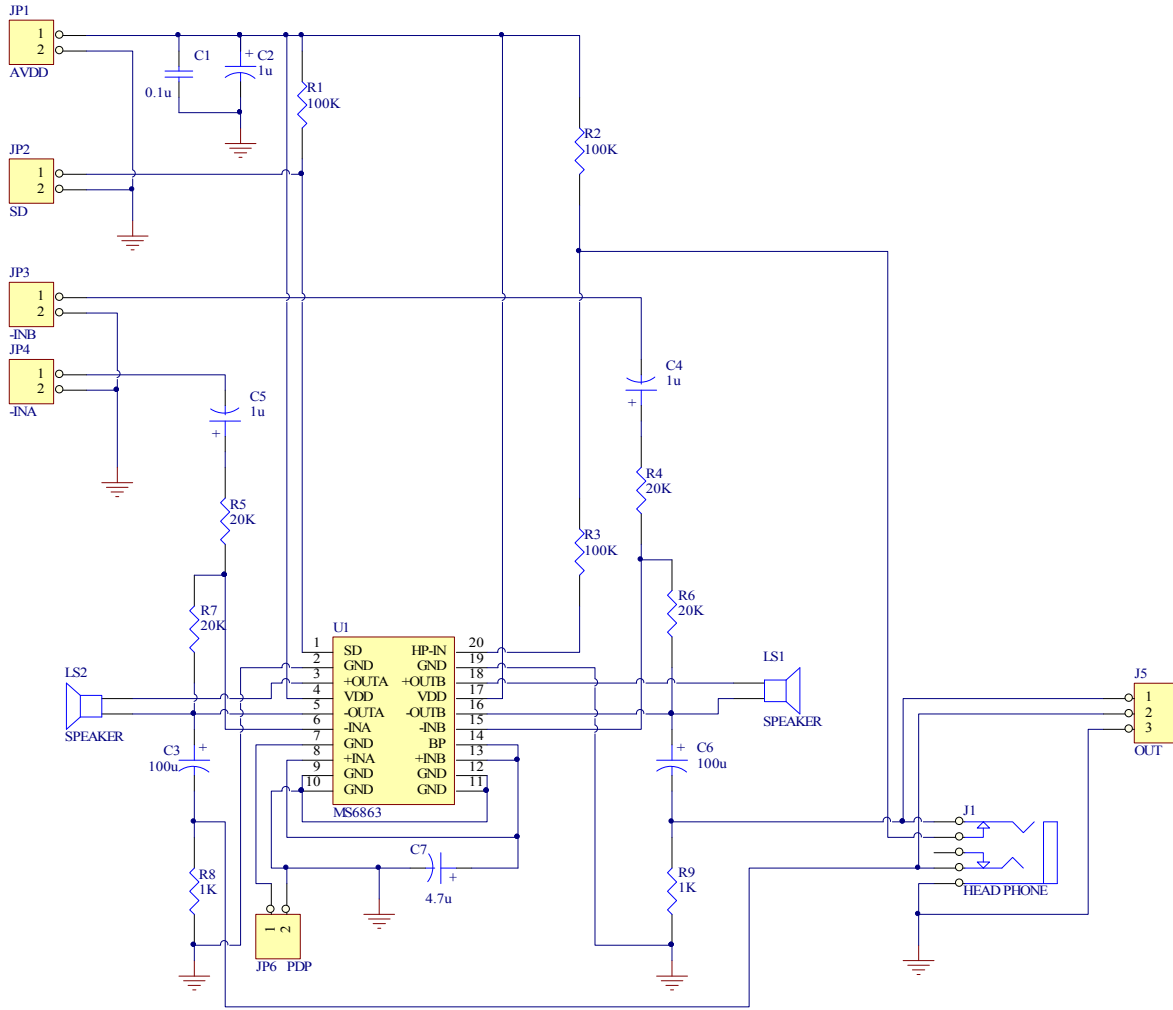 JP1
1
2
AVDD
C1
0.1u
+ C2
1u
R1
100K
R2
100K
JP2
1
2
SD
JP3
1
2
-INB
JP4
1
2
-INA
C5
1u
+
C4
1u
+
R5
20K
R4
20K
R3
100K
R7
20K
R6
20K
U1
1 SD HP-IN 20
2 GND GND 19
3 +OUTA +OUTB 18
4 VDD VDD 17
5 -OUTA -OUTB 16
6 -INA -INB 15
7 GND BP 14
8 +INA +INB 13
9 GND GND 12
10 GND GND 11
MS6863
LS2
SPEAKER
LS1
SPEAKER
J5
1
2
3
OUT
C3
100u
+
C6
100u
+
C7
+
4.7u
R8
1K
R9
1K
J1
HEAD PHONE
1
2
JP6 PDP